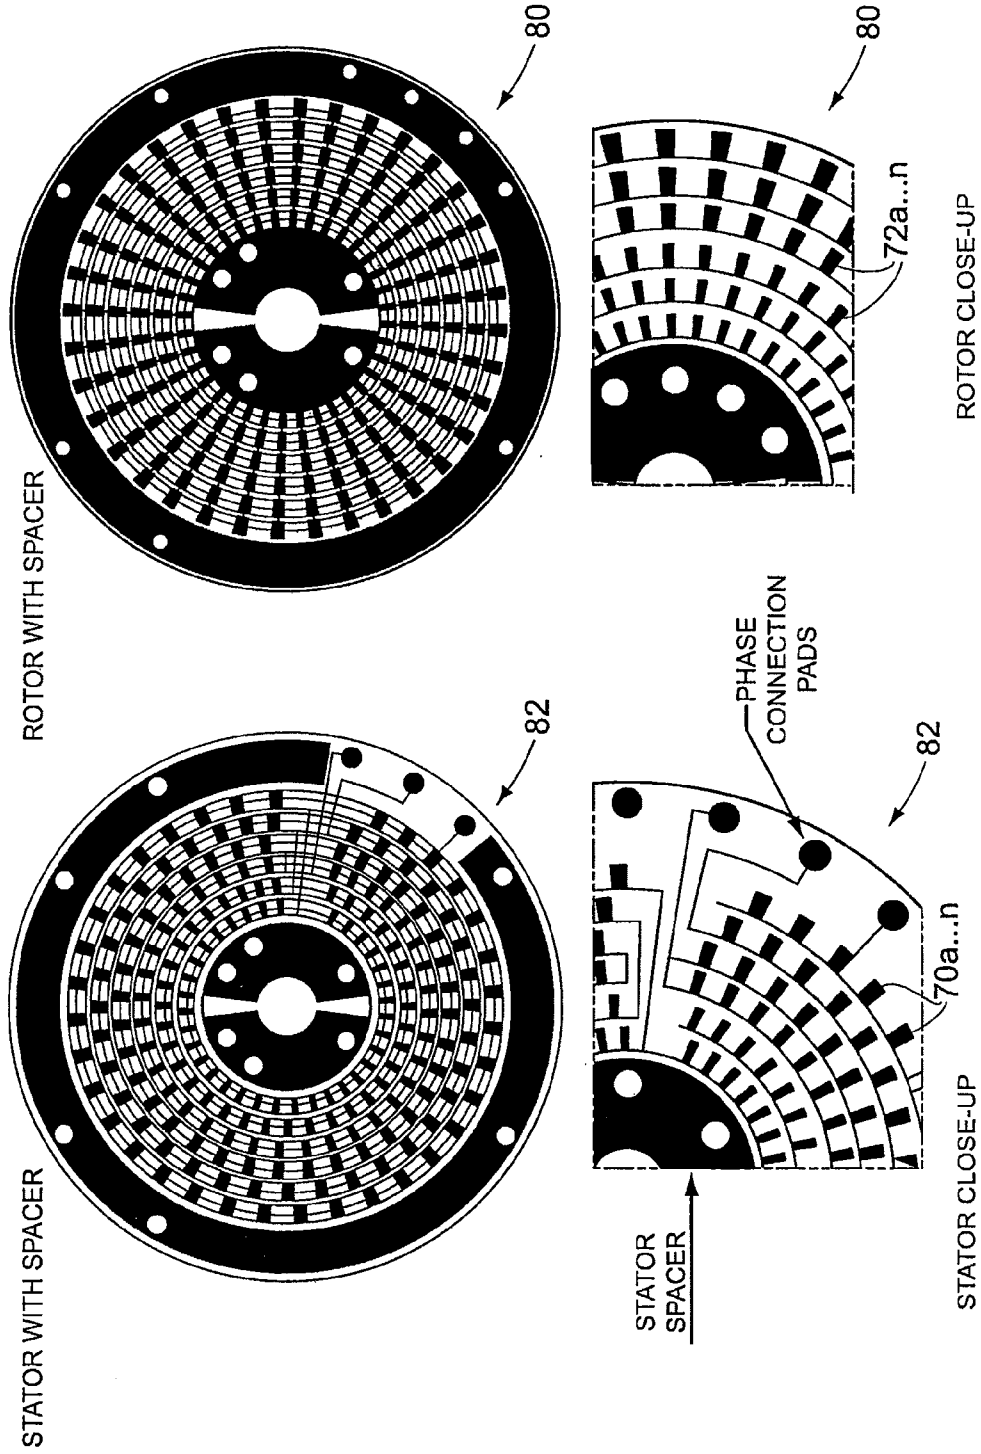 STATOR WITH SPACER
ROTOR WITH SPACER
82
80
STATOR
SPACER
PHASE
CONNECTION
PADS
82
80
70a...n
72a...n
STATOR CLOSE-UP
ROTOR CLOSE-UP